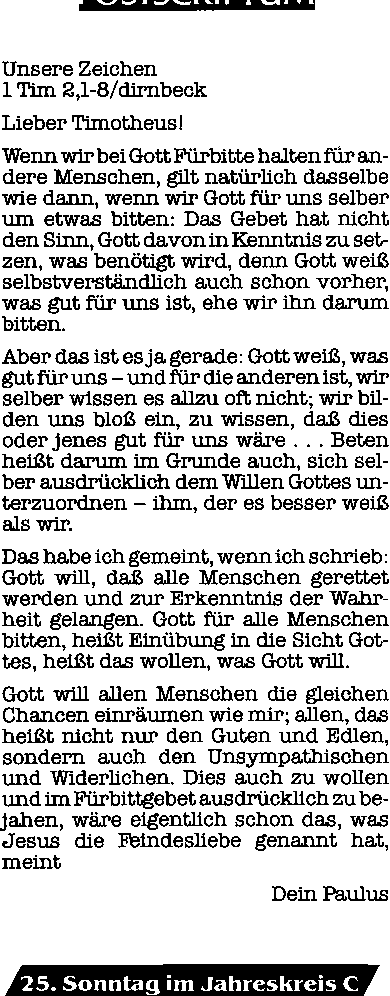 POSTSCRIPTUM
Unsere Zeichen
1 Tim 2,1-8/dirnbeck
Lieber Timotheus!
Wenn wir bei Gott Fürbitte halten für an-
dere Menschen, gilt natürlich dasselbe
wie dann, wenn wir Gott für uns selber
um etwas bitten: Das Gebet hat nicht
den Sinn, Gott davon in Kenntnis zu set-
zen, was benötigt wird, denn Gott weiß
selbstverständlich auch schon vorher,
was gut für uns ist, ehe wir ihn darum
bitten.
Aber das ist es ja gerade: Gott weiß, was
gut für uns – und für die anderen ist, wir
selber wissen es allzu oft nicht; wir bil-
den uns bloß ein, zu wissen, daß dies
oder jenes gut für uns wäre . . . Beten
heißt darum im Grunde auch, sich sel-
ber ausdrücklich dem Willen Gottes un-
terzuordnen – ihm, der es besser weiß
als wir.
Das habe ich gemeint, wenn ich schrieb:
Gott will, daß alle Menschen gerettet
werden und zur Erkenntnis der Wahr-
heit gelangen. Gott für alle Menschen
bitten, heißt Einübung in die Sicht Got-
tes, heißt das wollen, was Gott will.
Gott will allen Menschen die gleichen
Chancen einräumen wie mir; allen, das
heißt nicht nur den Guten und Edlen,
sondern auch den Unsympathischen
und Widerlichen. Dies auch zu wollen
und im Fürbittgebet ausdrücklich zu be-
jahen, wäre eigentlich schon das, was
Jesus die Feindesliebe genannt hat,
meint
Dein Paulus
25. Sonntag im Jahreskreis C